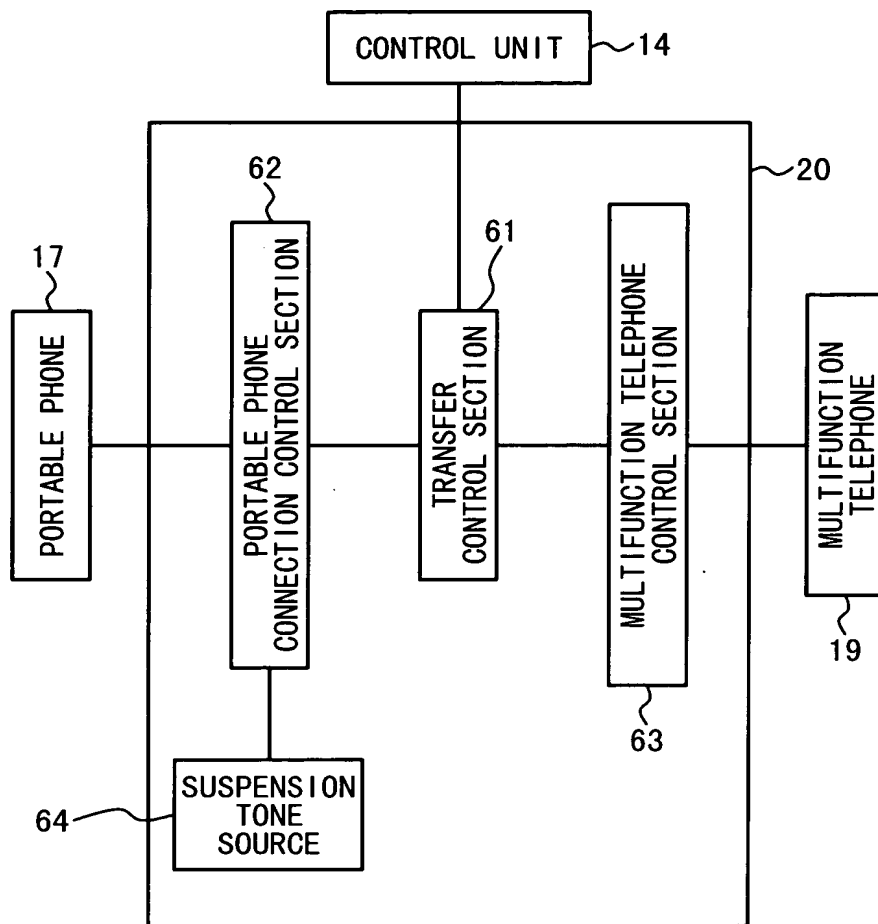 CONTROL UNIT
14
20
62
61
17
PORTABLE PHONE
PORTABLE PHONE
CONNECTION CONTROL SECTION
TRANSFER
CONTROL SECTION
MULTIFUNCTION TELEPHONE
CONTROL SECTION
MULTIFUNCTION
TELEPHONE
19
63
64
SUSPENSION
TONE
SOURCE